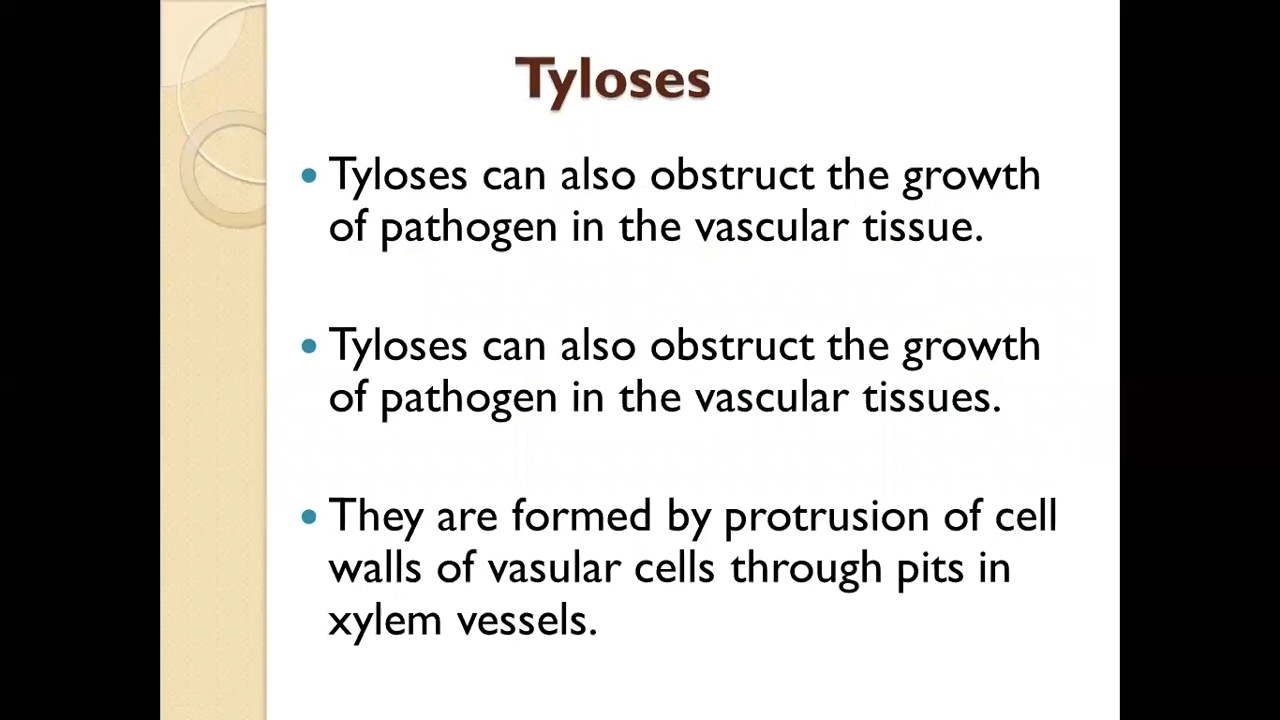 Tyloses
• Tyloses can also obstruct the growth
of pathogen in the vascular tissue.
• Tyloses can also obstruct the growth
of pathogen in the vascular tissues.
• They are formed by protrusion of cell
walls of vasular cells through pits in
xylem vessels.